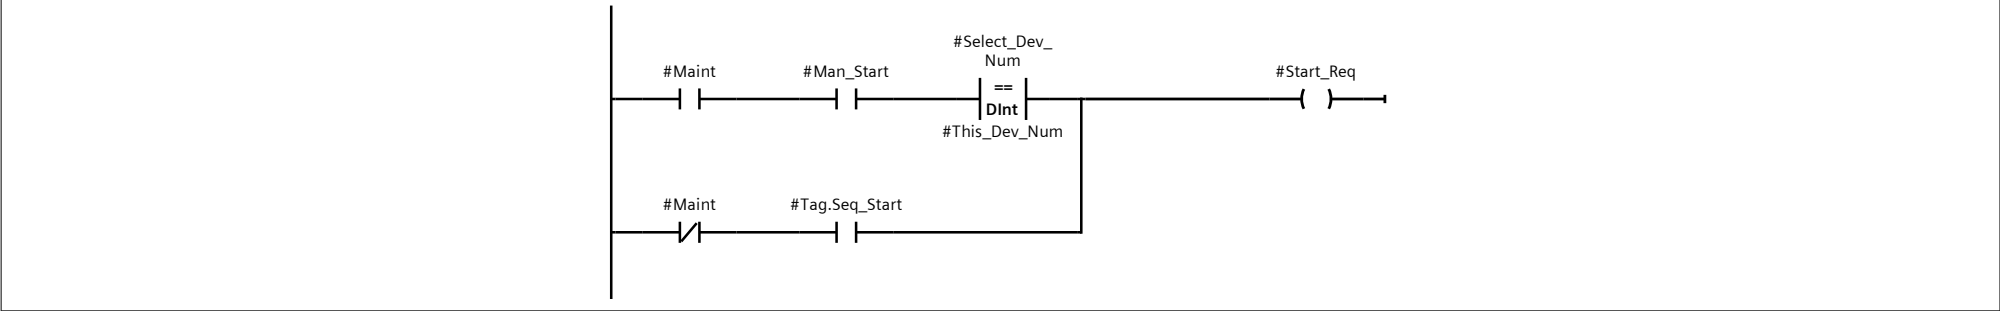 #Select_Dev_
Num
#Maint
#Man_Start
==
DInt
#This_Dev_Num
#Start_Req
#Maint
#Tag.Seq_Start